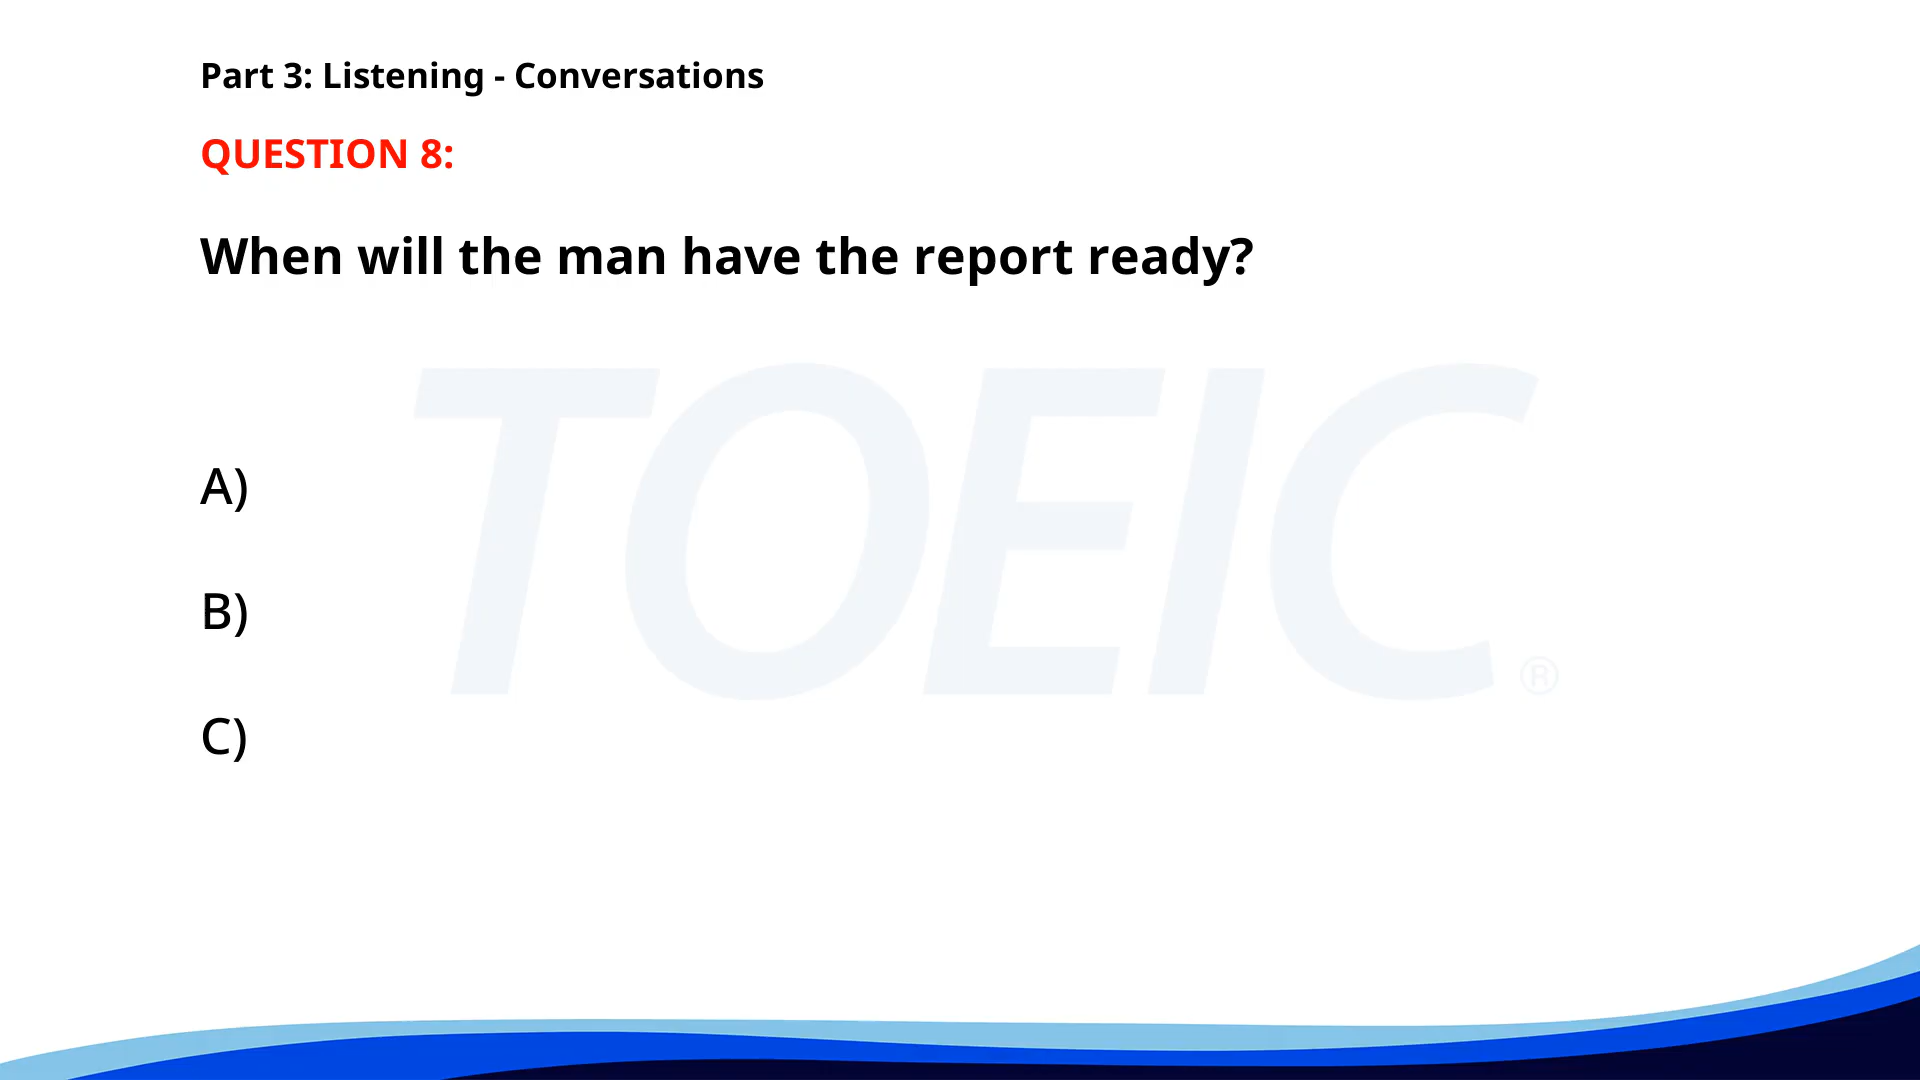 Part 3: Listening - Conversations
QUESTION 8:
When will the man have the report ready?
TOEIC®
A)
B)
C)